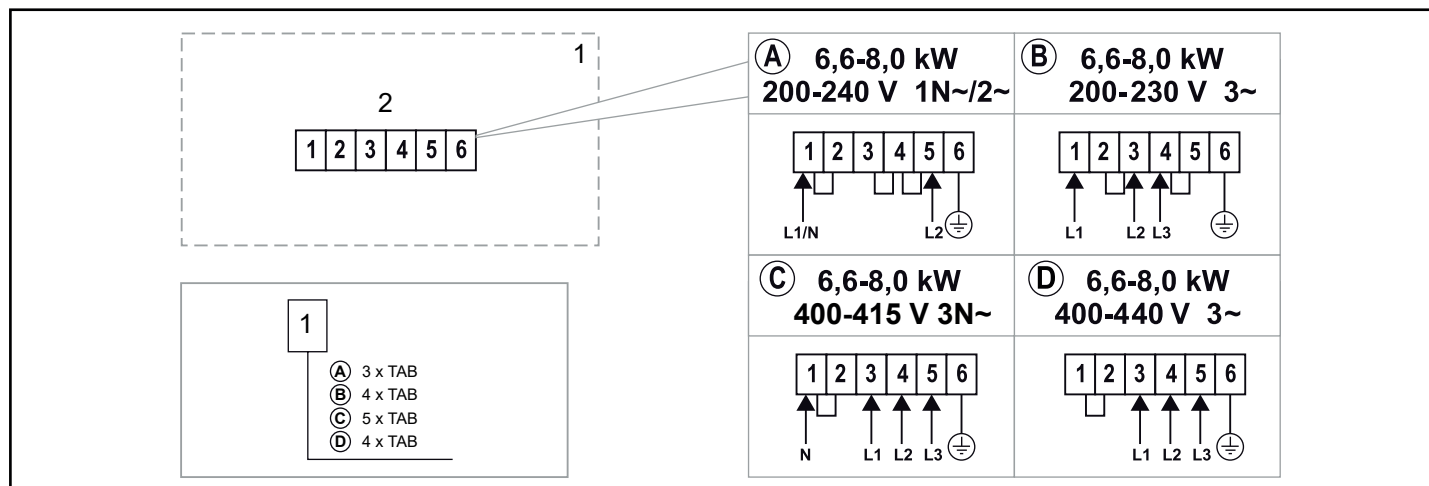 1
2
1 2 3 4 5 6
1
A 3 x TAB
B 4 x TAB
C 5 x TAB
D 4 x TAB
A 6,6-8,0 kW
200-240 V 1N~/2~
1 2 3 4 5 6
L1/N L2
B 6,6-8,0 kW
200-230 V 3~
1 2 3 4 5 6
L1 L2 L3
C 6,6-8,0 kW
400-415 V 3N~
1 2 3 4 5 6
N L1 L2 L3
D 6,6-8,0 kW
400-440 V 3~
1 2 3 4 5 6
L1 L2 L3